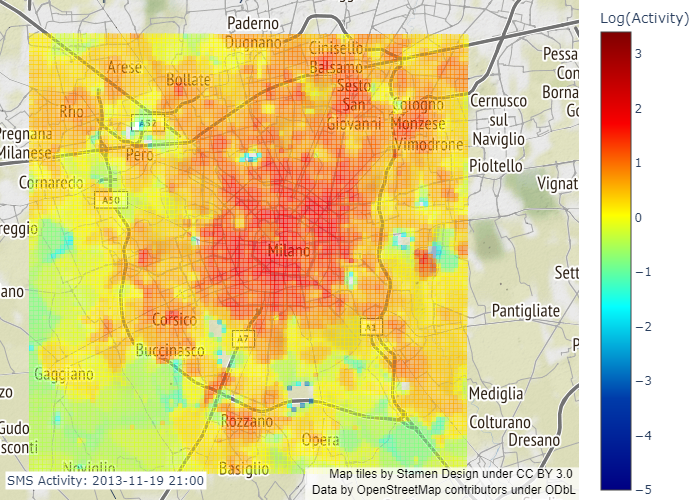 Log(Activity)
Paderno
Dugnano
Cinisello
Balsamo
Arese
Bollate
Sesto
San
Giovanni
Pessa
Con
Borna
Rho
A52
Cologno
Monzese
Cernusco
sul
Naviglio
Pregnana
Milanese
Pero
Vimodrone
Pioltello
Cornaredo
A50
Vignat
reggio
Milano
Sett
ano
Corsico
A7
A1
Pantigliate
Buccinasco
Gaggiano
zo
Mediglia
Rozzano
Colturano
Gudo
sconti
Opera
Dresano
Noviglio
Basiglio
SMS Activity: 2013-11-19 21:00
Map tiles by Stamen Design under CC BY 3.0
Data by OpenStreetMap contributors under ODbL
3
2
1
0
−1
−2
−3
−4
−5